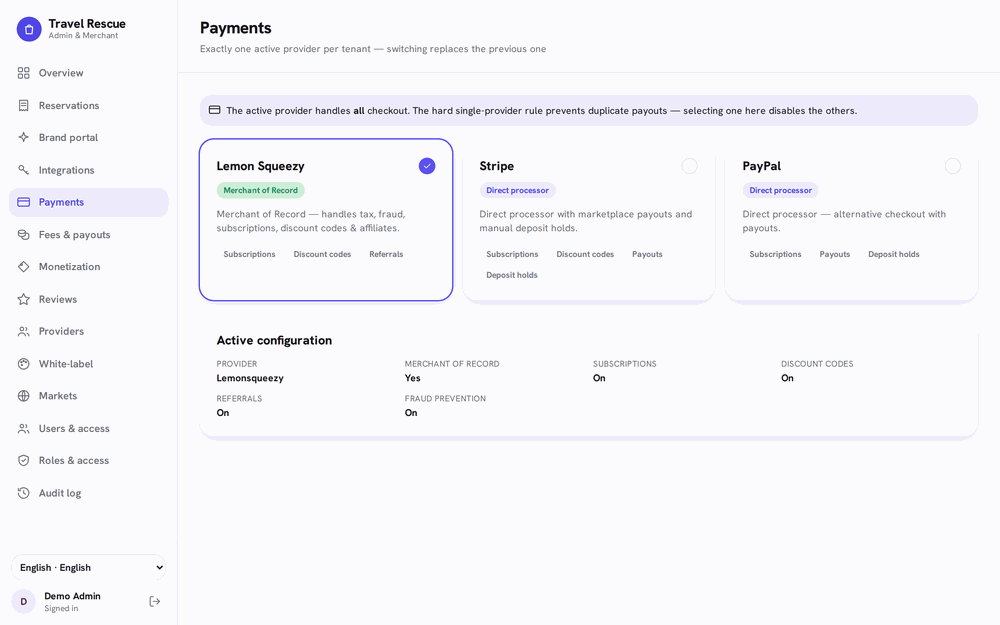 Travel Rescue
Admin & Merchant
Overview
Reservations
Brand portal
Integrations
Payments
Fees & payouts
Monetization
Reviews
Providers
White-label
Markets
Users & access
Roles & access
Audit log
English · English
D
Demo Admin
Signed in
Payments
Exactly one active provider per tenant — switching replaces the previous one
The active provider handles all checkout. The hard single-provider rule prevents duplicate payouts — selecting one here disables the others.
Lemon Squeezy
Merchant of Record
Merchant of Record — handles tax, fraud,
subscriptions, discount codes & affiliates.
Subscriptions Discount codes Referrals
Stripe
Direct processor
Direct processor with marketplace payouts and
manual deposit holds.
Subscriptions Discount codes Payouts
Deposit holds
PayPal
Direct processor
Direct processor — alternative checkout with
payouts.
Subscriptions Payouts Deposit holds
Active configuration
PROVIDER MERCHANT OF RECORD SUBSCRIPTIONS DISCOUNT CODES
Lemonsqueezy Yes On On
REFERRALS FRAUD PREVENTION
On On